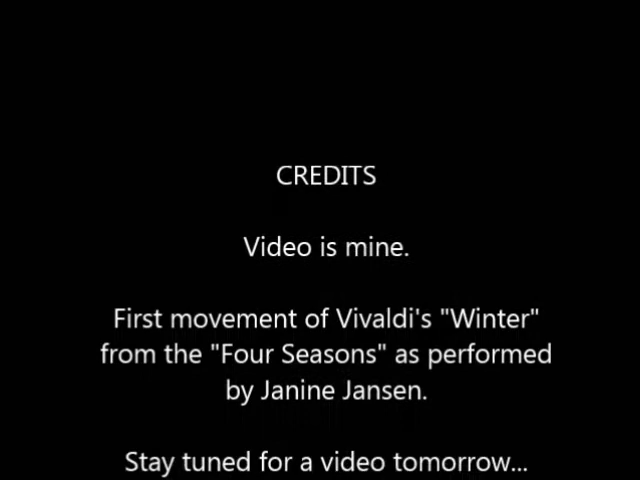 CREDITS
Video is mine.
First movement of Vivaldi's "Winter"
from the "Four Seasons" as performed
by Janine Jansen.
Stay tuned for a video tomorrow...